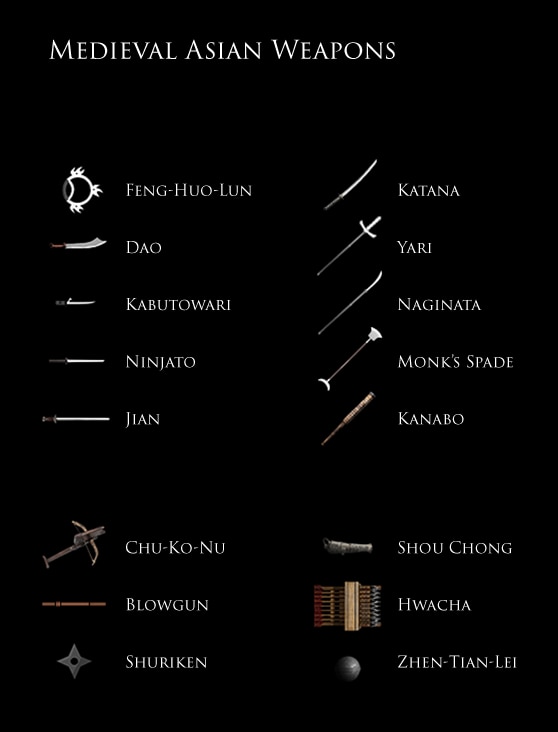 Medieval Asian Weapons
Feng-Huo-Lun
Dao
Kabutowari
Ninjato
Jian
Katana
Yari
Naginata
Monk's Spade
Kanabo
Chu-Ko-Nu
Blowgun
Shuriken
Shou Chong
Hwacha
Zhen-Tian-Lei